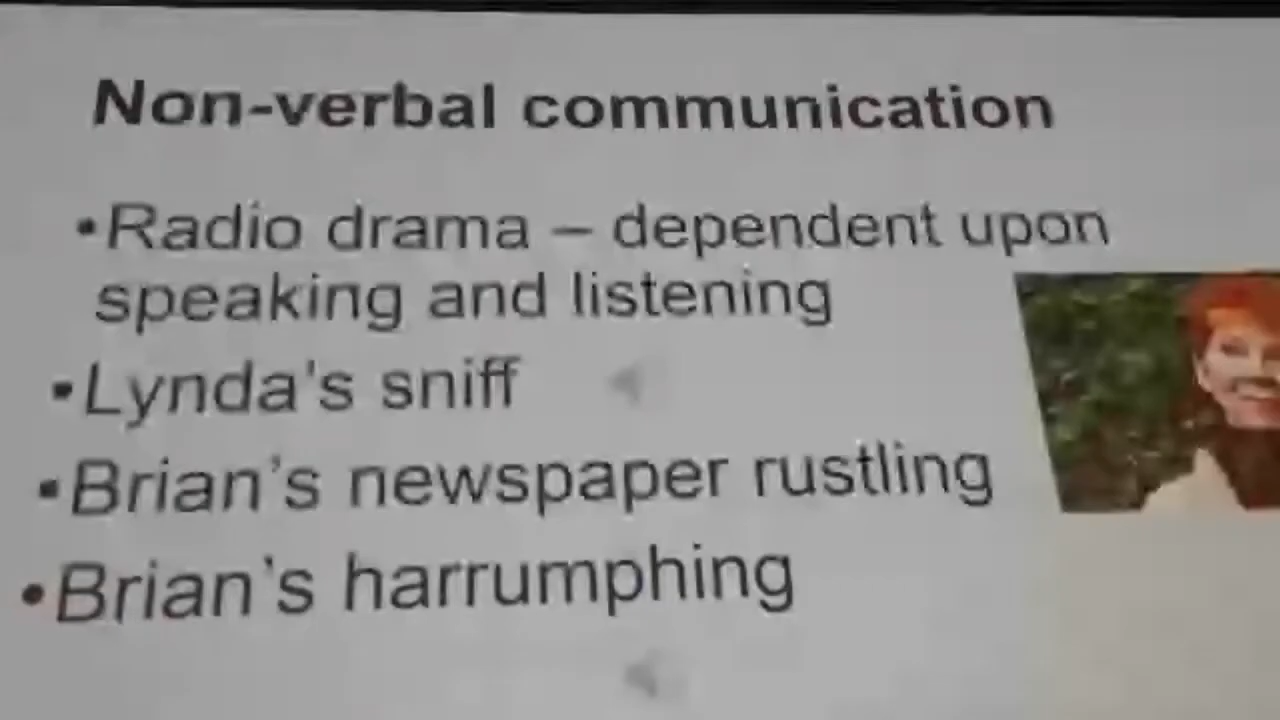 Non-verbal communication
•Radio drama – dependent upon
speaking and listening
•Lynda's sniff
•Brian's newspaper rustling
•Brian's harrumphing